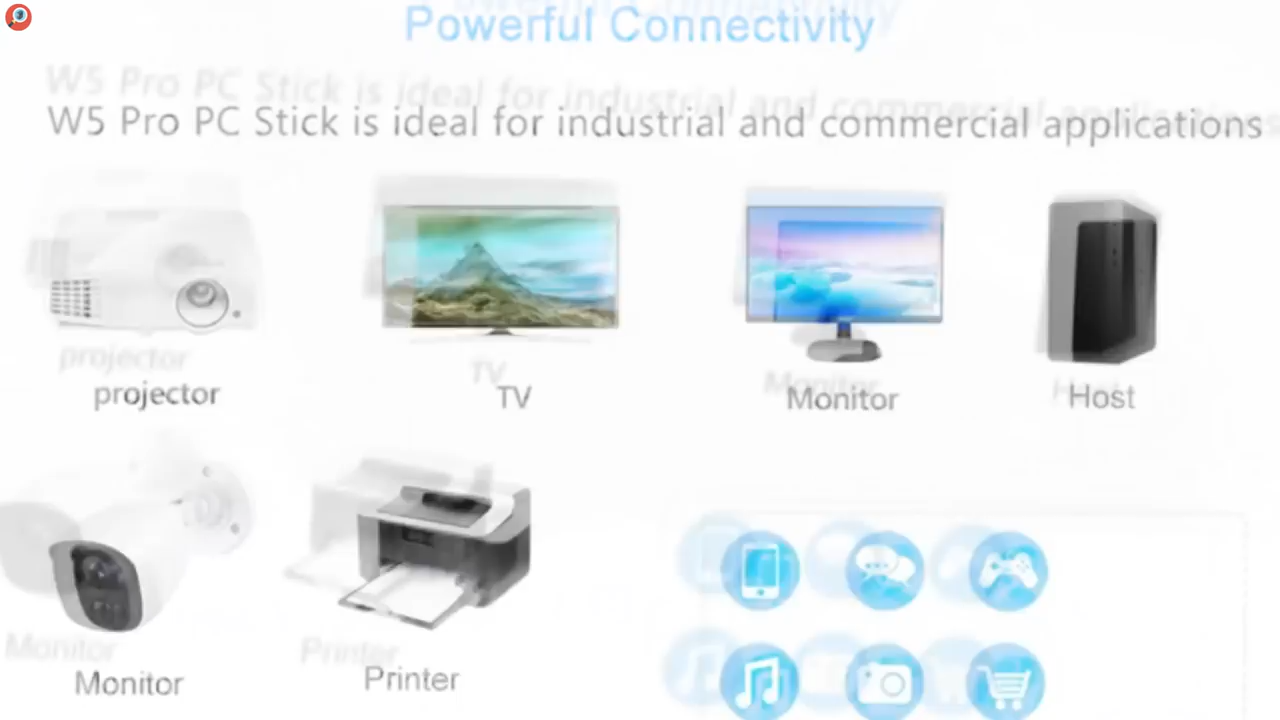 Powerful Connectivity
W5 Pro PC Stick is ideal for industrial and commercial applications
projector
TV
Monitor
Host
Monitor
Printer